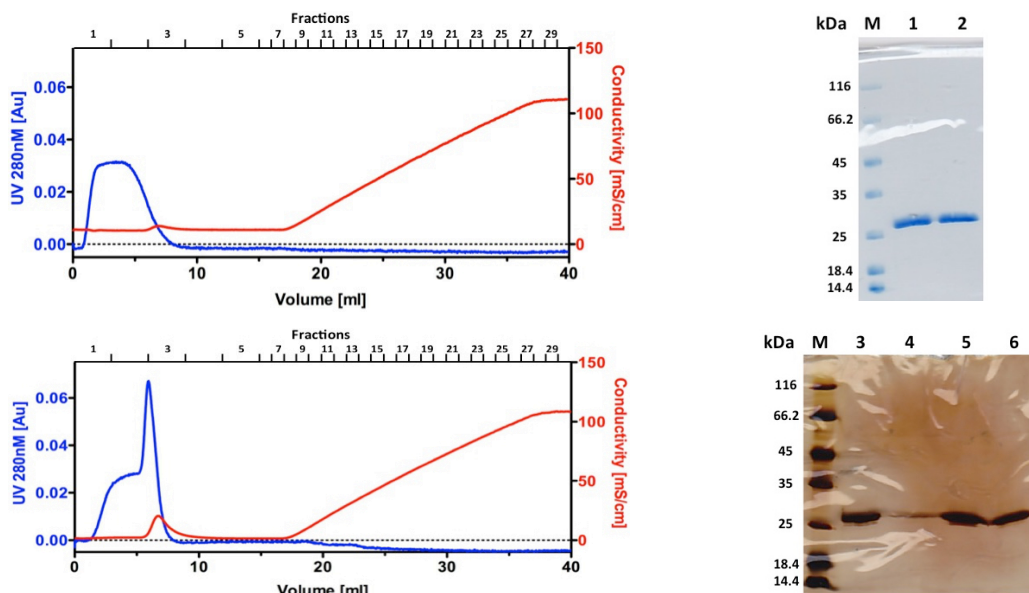 Fractions
1 3 5 7 9 11 13 15 17 19 21 23 25 27 29
UV 280nM [Au]
0.06
0.04
0.02
0.00
150
100
50
0
Conductivity [mS/cm]
0 10 20 30 40
Volume [ml]
kDa M 1 2
116
66.2
45
35
25
18.4
14.4
Fractions
1 3 5 7 9 11 13 15 17 19 21 23 25 27 29
UV 280nM [Au]
0.06
0.04
0.02
0.00
150
100
50
0
Conductivity [mS/cm]
0 10 20 30 40
Volume [ml]
kDa M 3 4 5 6
116
66.2
45
35
25
18.4
14.4